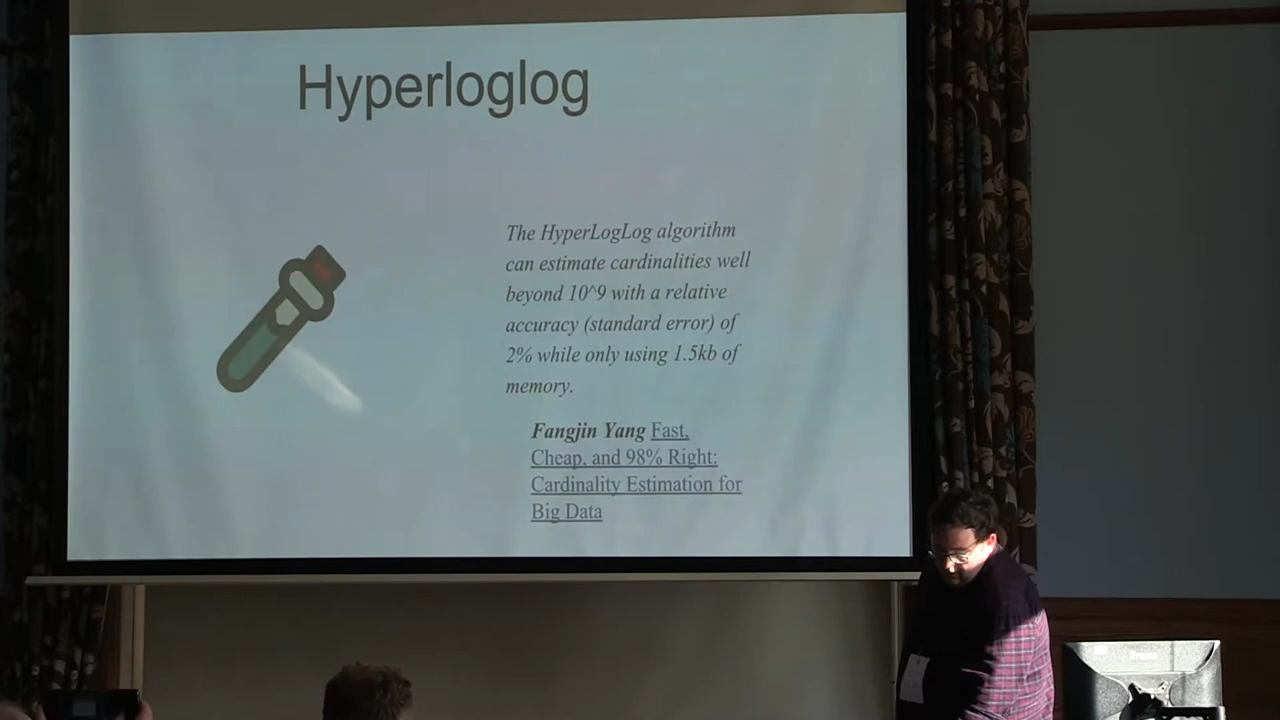 Hyperloglog
The HyperLogLog algorithm
can estimate cardinalities well
beyond 10^9 with a relative
accuracy (standard error) of
2% while only using 1.5kb of
memory.
Fangjin Yang Fast,
Cheap, and 98% Right:
Cardinality Estimation for
Big Data